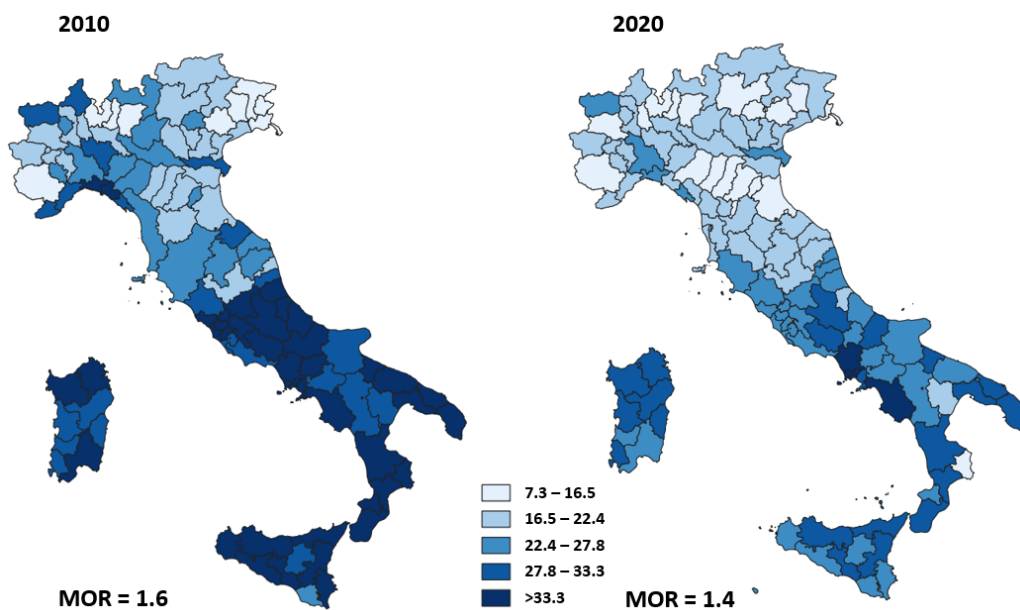 2010
2020
7.3 – 16.5
16.5 – 22.4
22.4 – 27.8
27.8 – 33.3
>33.3
MOR = 1.6
MOR = 1.4